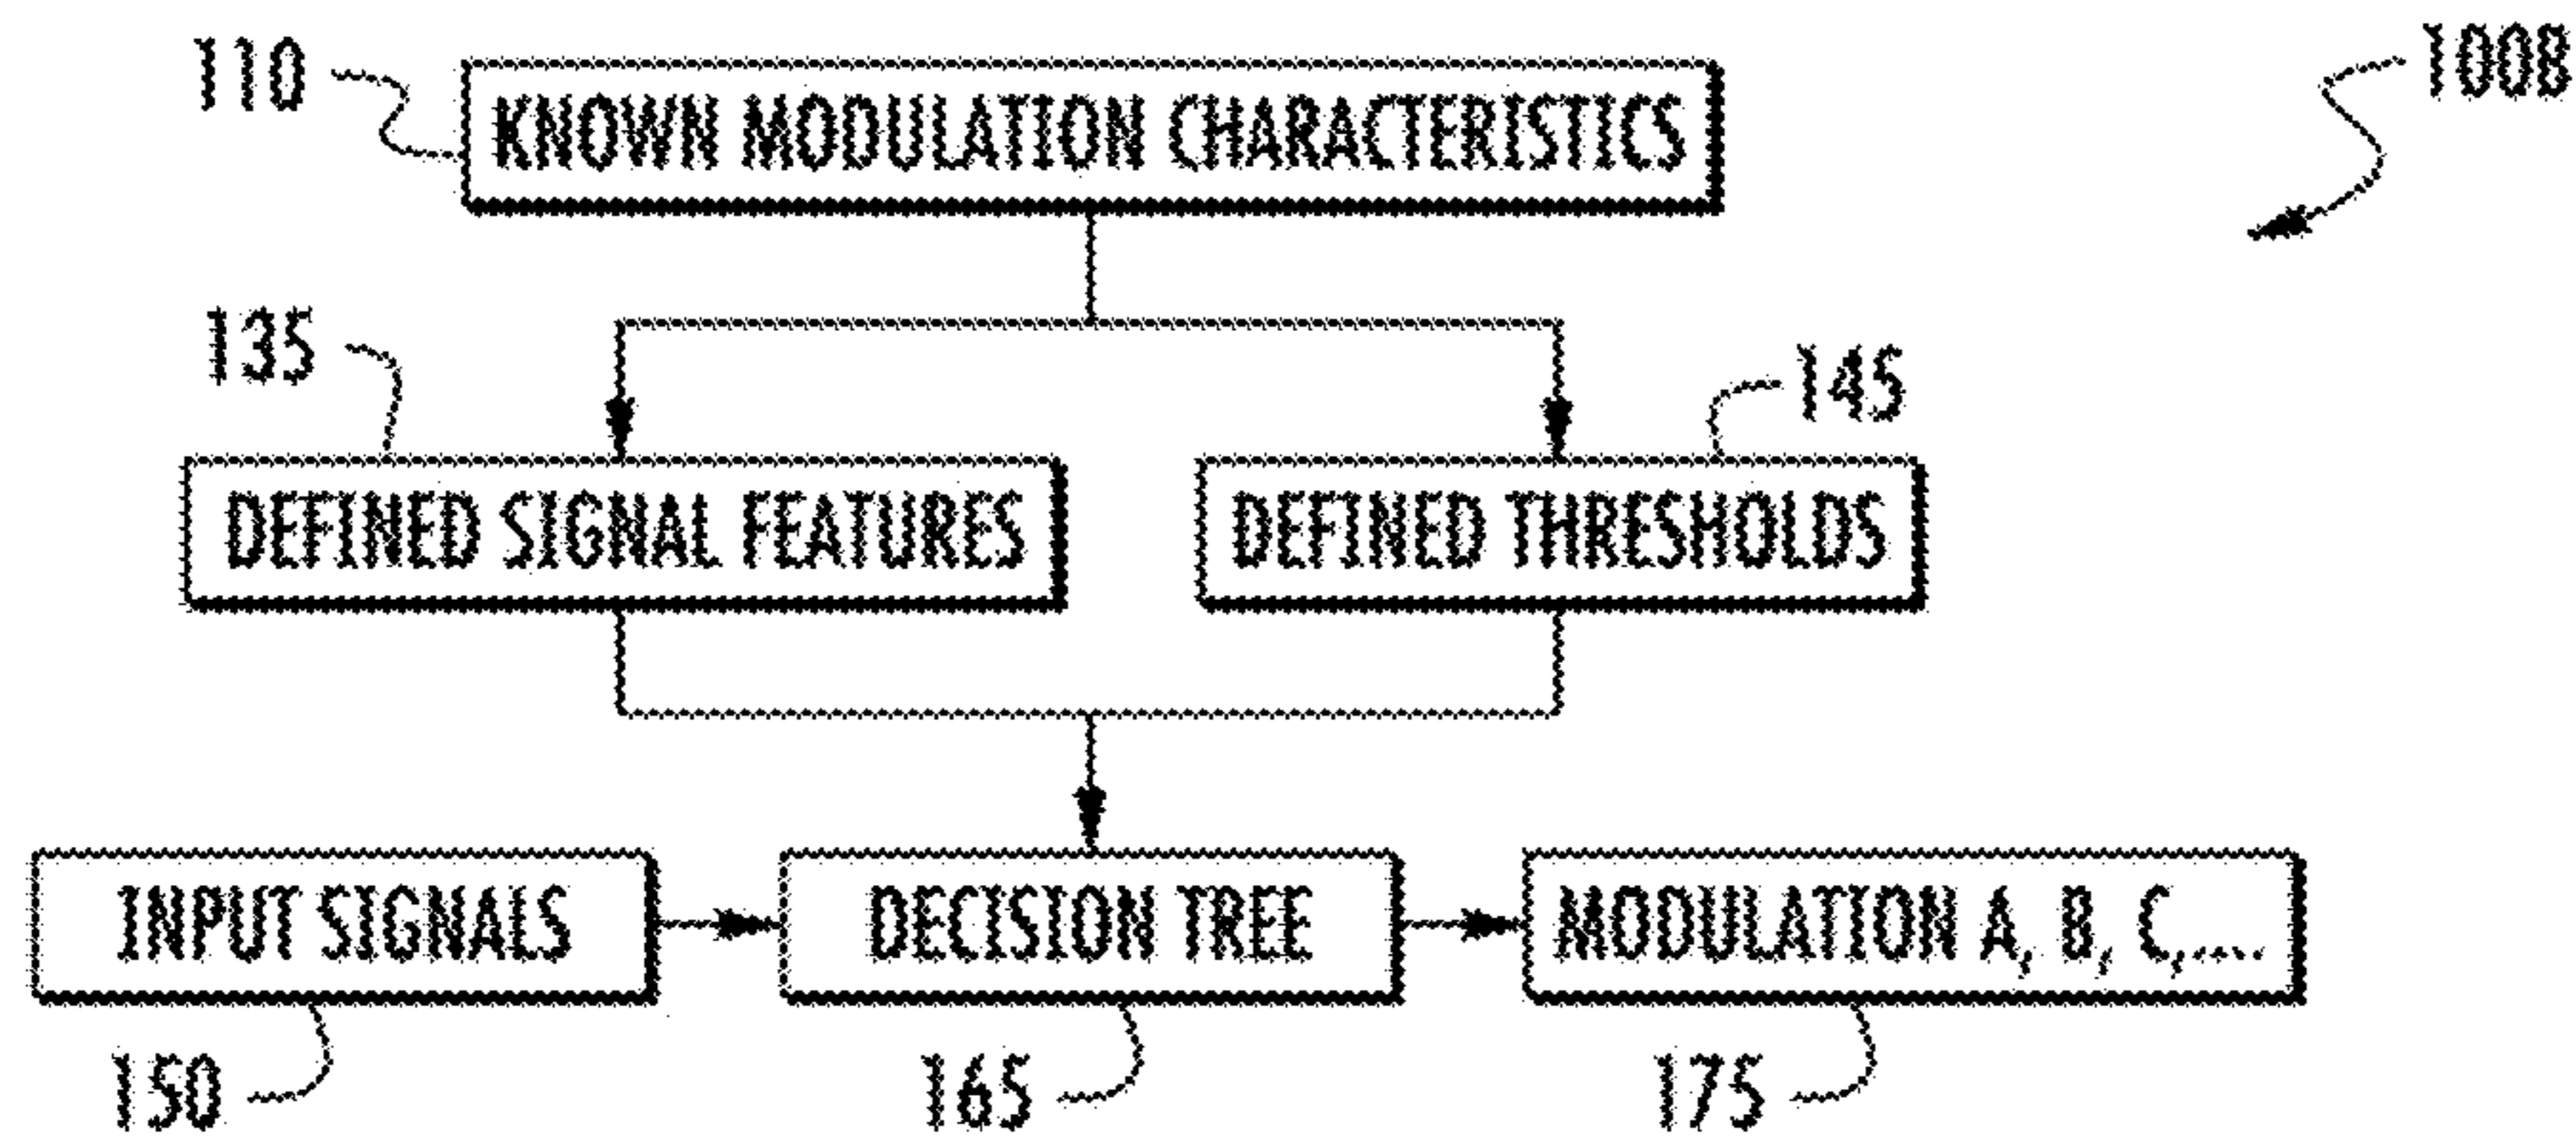 110
100B
KNOWN MODULATION CHARACTERISTICS
135
145
DEFINED SIGNAL FEATURES
DEFINED THRESHOLDS
INPUT SIGNALS
DECISION TREE
MODULATION A, B, C,....
150
165
175